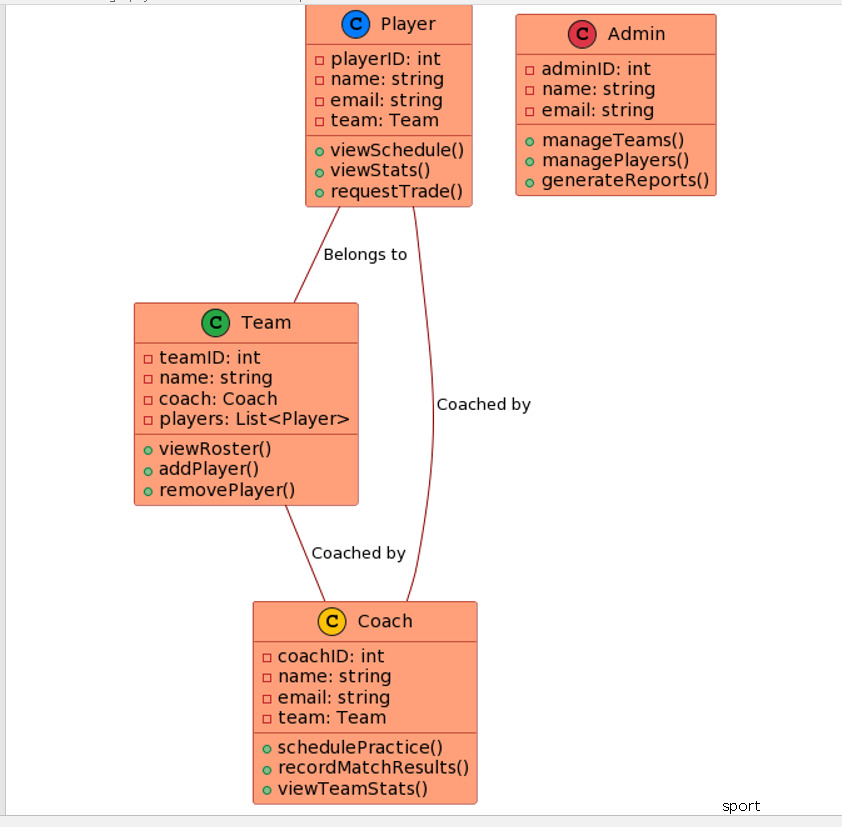 C Player
playerID: int
name: string
email: string
team: Team
viewSchedule()
viewStats()
requestTrade()
C Admin
adminID: int
name: string
email: string
manageTeams()
managePlayers()
generateReports()
Belongs to
C Team
teamID: int
name: string
coach: Coach
players: List<Player>
viewRoster()
addPlayer()
removePlayer()
Coached by
Coached by
C Coach
coachID: int
name: string
email: string
team: Team
schedulePractice()
recordMatchResults()
viewTeamStats()
sport